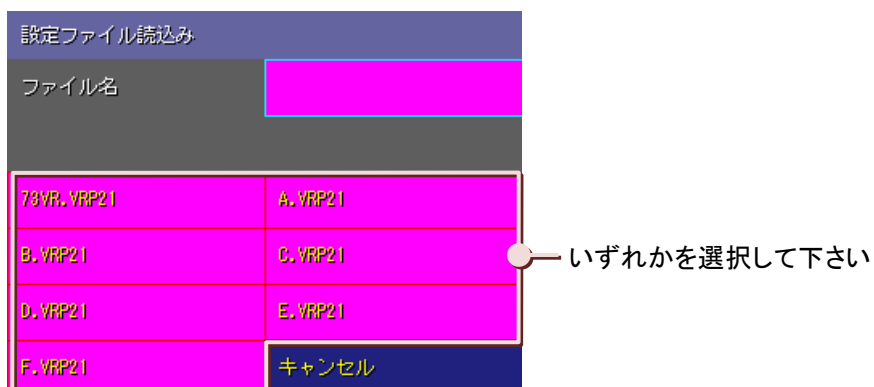 設定ファイル読込み
ファイル名
73VR.VRP21 A.VRP21
B.VRP21 C.VRP21
いずれかを選択して下さい
D.VRP21 E.VRP21
F.VRP21 キャンセル